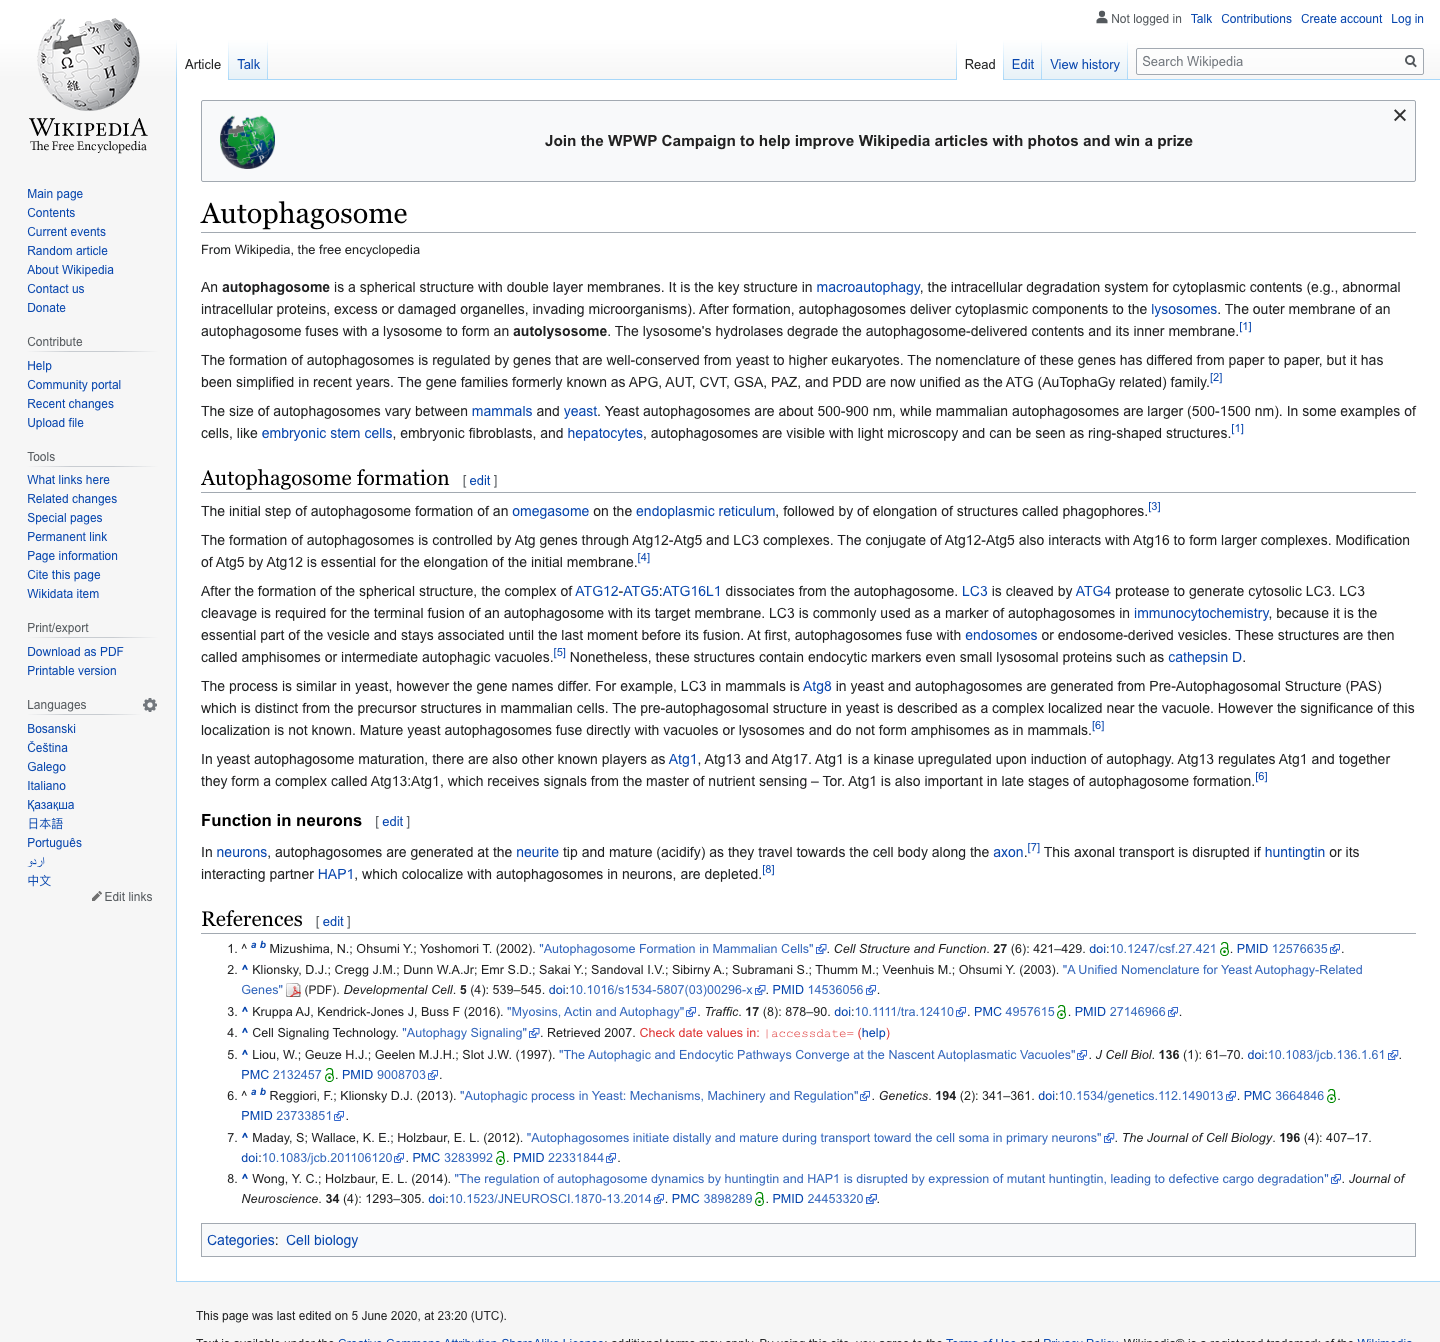 Not logged in Talk Contributions Create account Log in
Article Talk Read Edit View history Search Wikipedia
WIKIPEDIA
The Free Encyclopedia
Main page
Contents
Current events
Random article
About Wikipedia
Contact us
Donate
Contribute
Help
Community portal
Recent changes
Upload file
Tools
What links here
Related changes
Special pages
Permanent link
Page information
Cite this page
Wikidata item
Print/export
Download as PDF
Printable version
Languages
Bosanski
Čeština
Galego
Italiano
Қазақша
日本語
Português
اردو
中文
Edit links
Join the WPWP Campaign to help improve Wikipedia articles with photos and win a prize
Autophagosome
From Wikipedia, the free encyclopedia
An autophagosome is a spherical structure with double layer membranes. It is the key structure in macroautophagy, the intracellular degradation system for cytoplasmic contents (e.g., abnormal
intracellular proteins, excess or damaged organelles, invading microorganisms). After formation, autophagosomes deliver cytoplasmic components to the lysosomes. The outer membrane of an
autophagosome fuses with a lysosome to form an autolysosome. The lysosome's hydrolases degrade the autophagosome-delivered contents and its inner membrane.[1]
The formation of autophagosomes is regulated by genes that are well-conserved from yeast to higher eukaryotes. The nomenclature of these genes has differed from paper to paper, but it has
been simplified in recent years. The gene families formerly known as APG, AUT, CVT, GSA, PAZ, and PDD are now unified as the ATG (AuTophaGy related) family.[2]
The size of autophagosomes vary between mammals and yeast. Yeast autophagosomes are about 500-900 nm, while mammalian autophagosomes are larger (500-1500 nm). In some examples of
cells, like embryonic stem cells, embryonic fibroblasts, and hepatocytes, autophagosomes are visible with light microscopy and can be seen as ring-shaped structures.[1]
Autophagosome formation [ edit ]
The initial step of autophagosome formation of an omegasome on the endoplasmic reticulum, followed by of elongation of structures called phagophores.[3]
The formation of autophagosomes is controlled by Atg genes through Atg12-Atg5 and LC3 complexes. The conjugate of Atg12-Atg5 also interacts with Atg16 to form larger complexes. Modification
of Atg5 by Atg12 is essential for the elongation of the initial membrane.[4]
After the formation of the spherical structure, the complex of ATG12-ATG5:ATG16L1 dissociates from the autophagosome. LC3 is cleaved by ATG4 protease to generate cytosolic LC3. LC3
cleavage is required for the terminal fusion of an autophagosome with its target membrane. LC3 is commonly used as a marker of autophagosomes in immunocytochemistry, because it is the
essential part of the vesicle and stays associated until the last moment before its fusion. At first, autophagosomes fuse with endosomes or endosome-derived vesicles. These structures are then
called amphisomes or intermediate autophagic vacuoles.[5] Nonetheless, these structures contain endocytic markers even small lysosomal proteins such as cathepsin D.
The process is similar in yeast, however the gene names differ. For example, LC3 in mammals is Atg8 in yeast and autophagosomes are generated from Pre-Autophagosomal Structure (PAS)
which is distinct from the precursor structures in mammalian cells. The pre-autophagosomal structure in yeast is described as a complex localized near the vacuole. However the significance of this
localization is not known. Mature yeast autophagosomes fuse directly with vacuoles or lysosomes and do not form amphisomes as in mammals.[6]
In yeast autophagosome maturation, there are also other known players as Atg1, Atg13 and Atg17. Atg1 is a kinase upregulated upon induction of autophagy. Atg13 regulates Atg1 and together
they form a complex called Atg13:Atg1, which receives signals from the master of nutrient sensing – Tor. Atg1 is also important in late stages of autophagosome formation.[6]
Function in neurons [ edit ]
In neurons, autophagosomes are generated at the neurite tip and mature (acidify) as they travel towards the cell body along the axon.[7] This axonal transport is disrupted if huntingtin or its
interacting partner HAP1, which colocalize with autophagosomes in neurons, are depleted.[8]
References [ edit ]
1. ^ a b Mizushima, N.; Ohsumi Y.; Yoshomori T. (2002). "Autophagosome Formation in Mammalian Cells". Cell Structure and Function. 27 (6): 421–429. doi:10.1247/csf.27.421. PMID 12576635.
2. ^ Klionsky, D.J.; Cregg J.M.; Dunn W.A.Jr; Emr S.D.; Sakai Y.; Sandoval I.V.; Sibirny A.; Subramani S.; Thumm M.; Veenhuis M.; Ohsumi Y. (2003). "A Unified Nomenclature for Yeast Autophagy-Related
Genes" (PDF). Developmental Cell. 5 (4): 539–545. doi:10.1016/s1534-5807(03)00296-x. PMID 14536056.
3. ^ Kruppa AJ, Kendrick-Jones J, Buss F (2016). "Myosins, Actin and Autophagy". Traffic. 17 (8): 878–90. doi:10.1111/tra.12410. PMC 4957615. PMID 27146966.
4. ^ Cell Signaling Technology. "Autophagy Signaling". Retrieved 2007. Check date values in: |accessdate= (help)
5. ^ Liou, W.; Geuze H.J.; Geelen M.J.H.; Slot J.W. (1997). "The Autophagic and Endocytic Pathways Converge at the Nascent Autoplasmatic Vacuoles". J Cell Biol. 136 (1): 61–70. doi:10.1083/jcb.136.1.61.
PMC 2132457. PMID 9008703.
6. ^ a b Reggiori, F.; Klionsky D.J. (2013). "Autophagic process in Yeast: Mechanisms, Machinery and Regulation". Genetics. 194 (2): 341–361. doi:10.1534/genetics.112.149013. PMC 3664846.
PMID 23733851.
7. ^ Maday, S; Wallace, K. E.; Holzbaur, E. L. (2012). "Autophagosomes initiate distally and mature during transport toward the cell soma in primary neurons". The Journal of Cell Biology. 196 (4): 407–17.
doi:10.1083/jcb.201106120. PMC 3283992. PMID 22331844.
8. ^ Wong, Y. C.; Holzbaur, E. L. (2014). "The regulation of autophagosome dynamics by huntingtin and HAP1 is disrupted by expression of mutant huntingtin, leading to defective cargo degradation". Journal of
Neuroscience. 34 (4): 1293–305. doi:10.1523/JNEUROSCI.1870-13.2014. PMC 3898289. PMID 24453320.
Categories: Cell biology
This page was last edited on 5 June 2020, at 23:20 (UTC).
Text is available under the Creative Commons Attribution-ShareAlike License; additional terms may apply. By using this site, you agree to the Terms of Use and Privacy Policy. Wikipedia® is a registered trademark of the Wikimedia